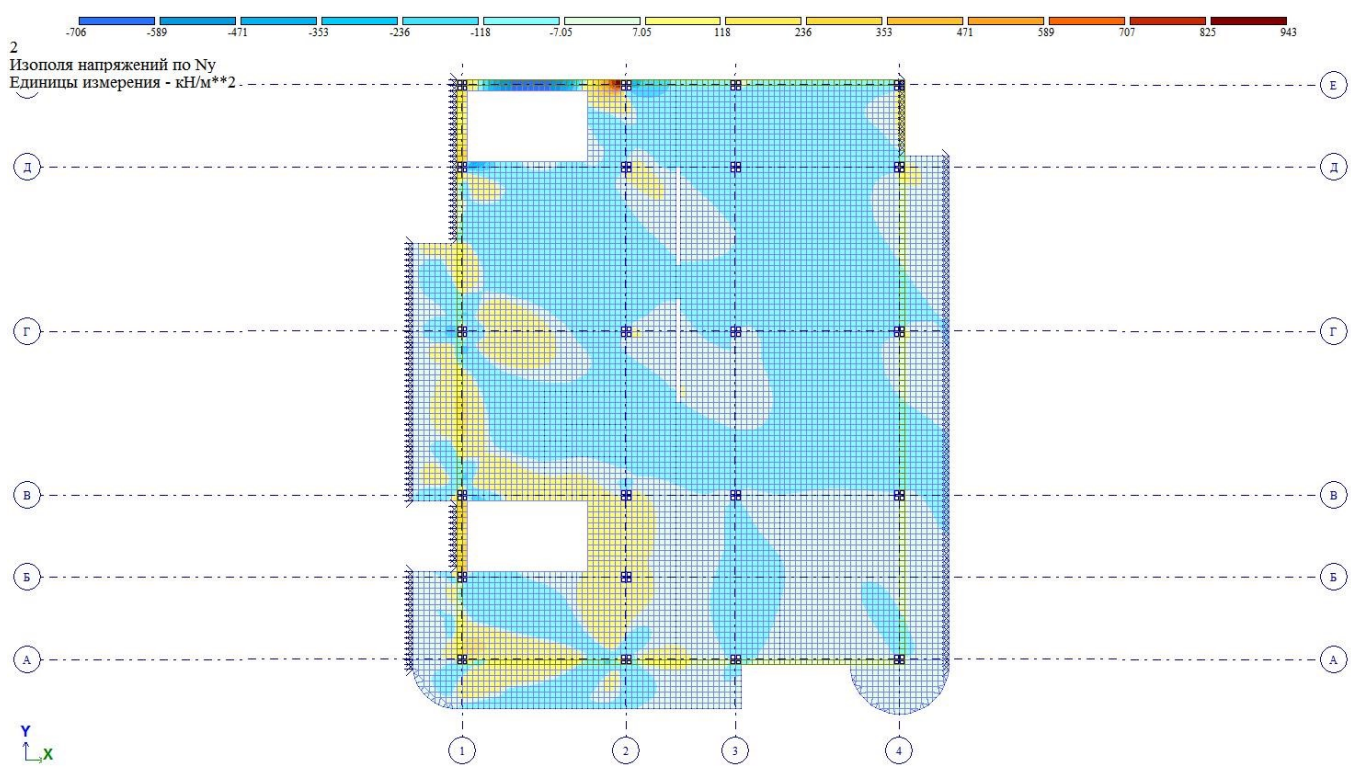 -706 -589 -471 -353 -236 -118 -7.05 7.05 118 236 353 471 589 707 825 943
2
Изополя напряжений по Ny
Единицы измерения - кН/м**2
Е
Д Д
Г Г
В В
Б Б
А А
Y
X
1 2 3 4